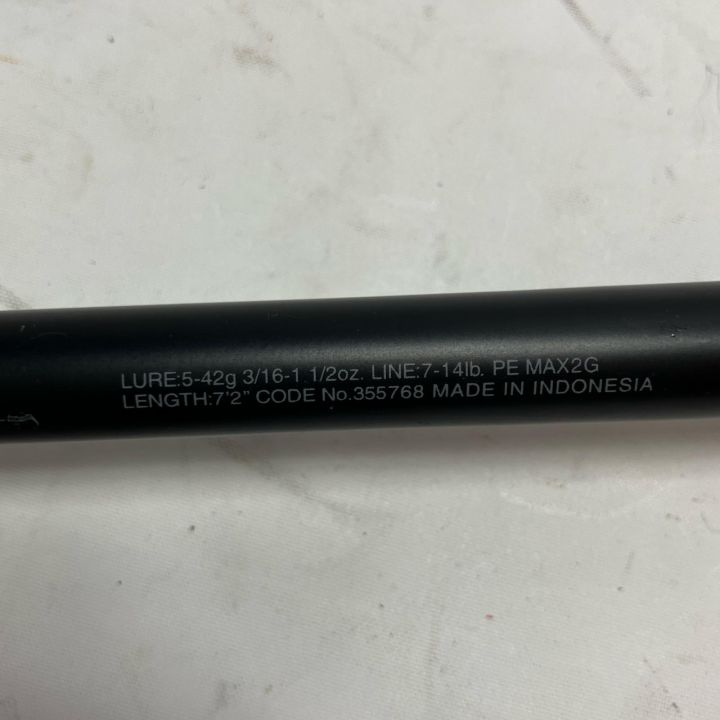 LURE:5-42g 3/16-1 1/2oz. LINE:7-14lb. PE MAX2G
LENGTH:7'2" CODE No.355768 MADE IN INDONESIA